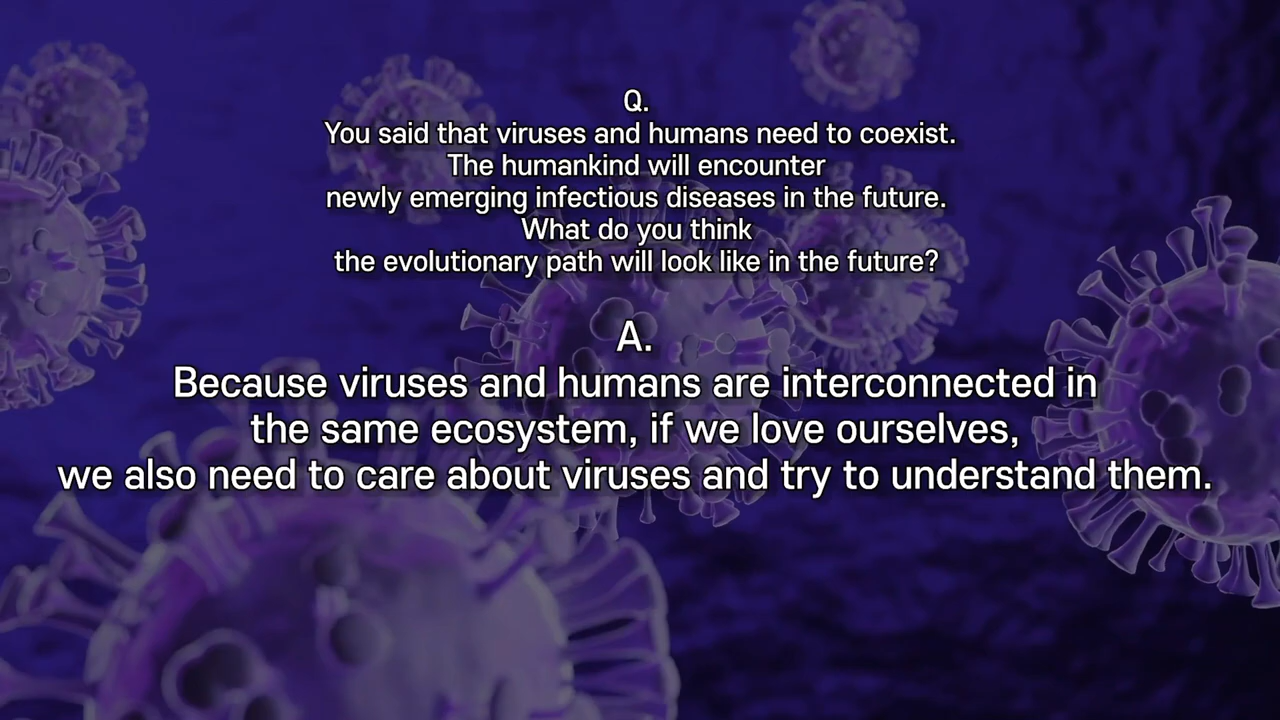 Q.
You said that viruses and humans need to coexist.
The humankind will encounter
newly emerging infectious diseases in the future.
What do you think
the evolutionary path will look like in the future?
A.
Because viruses and humans are interconnected in
the same ecosystem, if we love ourselves,
we also need to care about viruses and try to understand them.